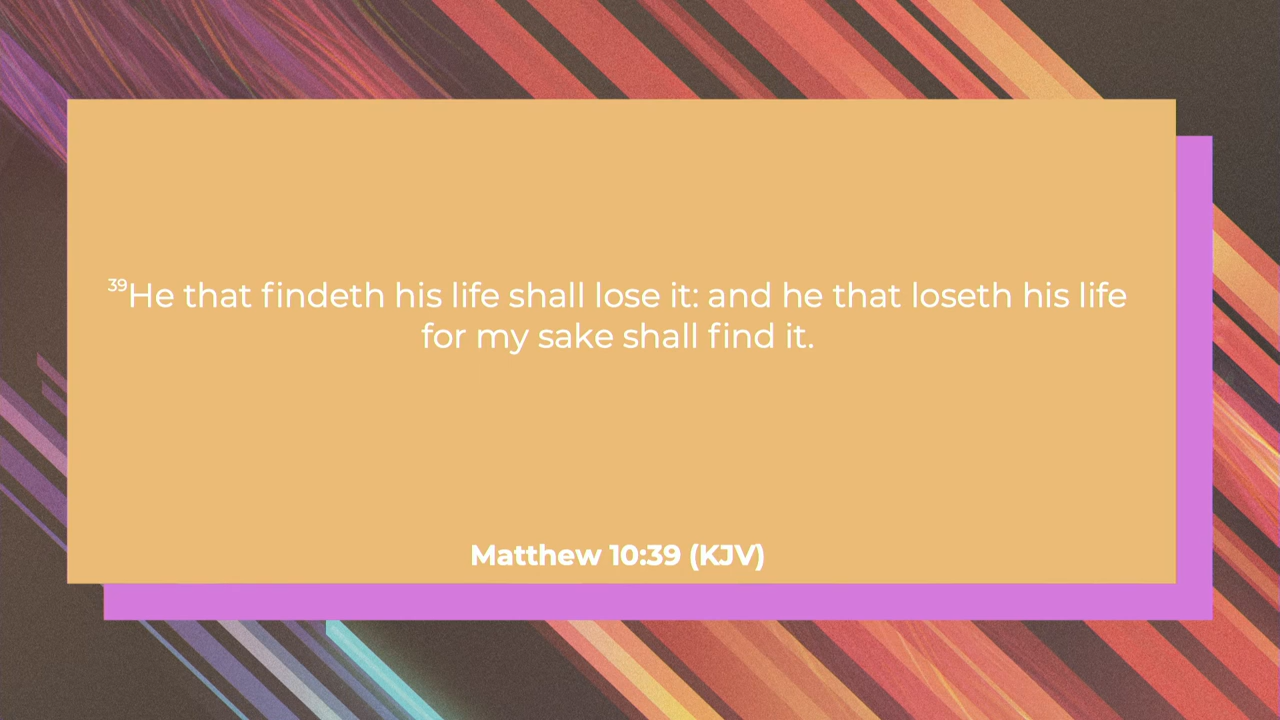 ³⁹He that findeth his life shall lose it: and he that loseth his life
for my sake shall find it.
Matthew 10:39 (KJV)